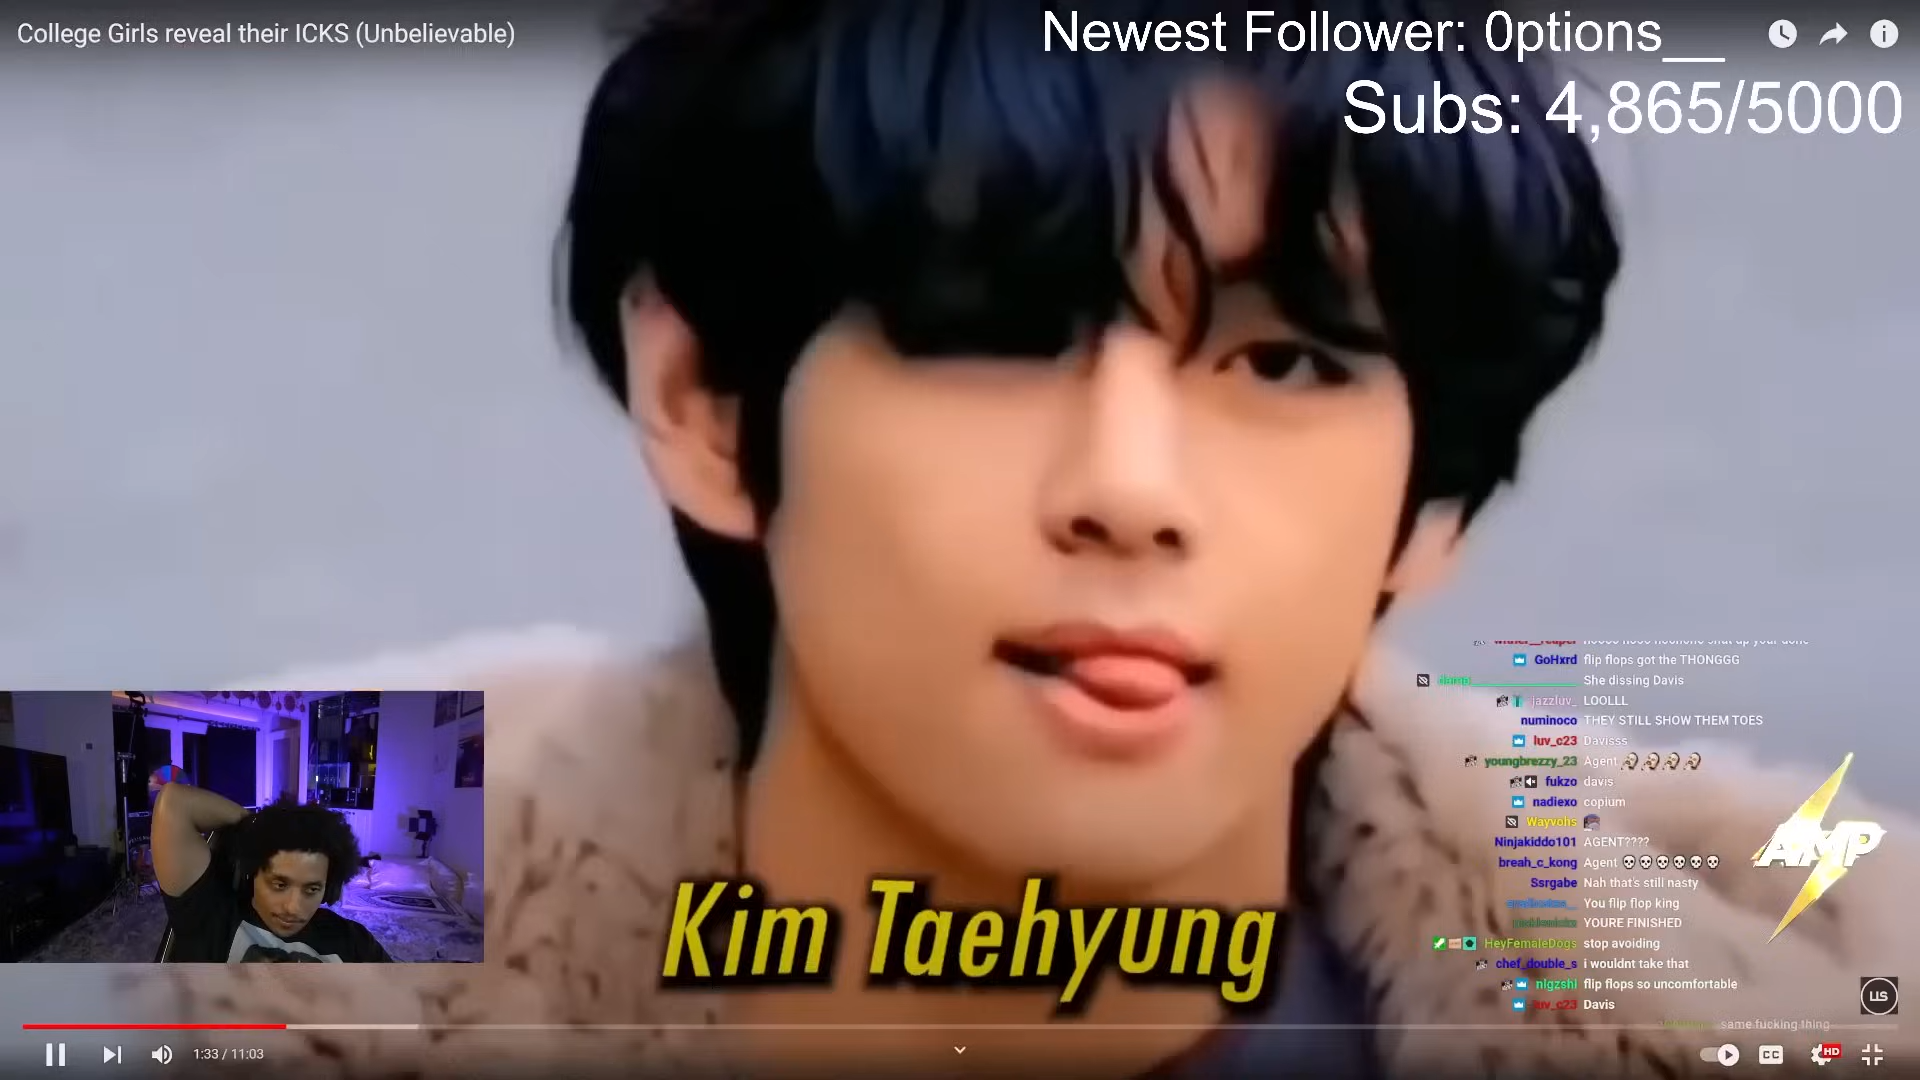 College Girls reveal their ICKS (Unbelievable)
Newest Follower: 0ptions__
Subs: 4,865/5000
GoHxrd flip flops got the THONGGG
She dissing Davis
jazzluv_ LOOLLL
numinoco THEY STILL SHOW THEM TOES
luv_c23 Davisss
youngbrezzy_23 Agent
fukzo davis
nadiexo copium
Wayvohs
Ninjakiddo101 AGENT????
breah_c_kong Agent
Ssrgabe Nah that's still nasty
You flip flop king
YOURE FINISHED
HeyFemaleDogs stop avoiding
chef_double_s i wouldnt take that
nigzshi flip flops so uncomfortable
luv_c23 Davis
same fucking thing
AMP
Kim Taehyung
1:33 / 11:03
CC
HD